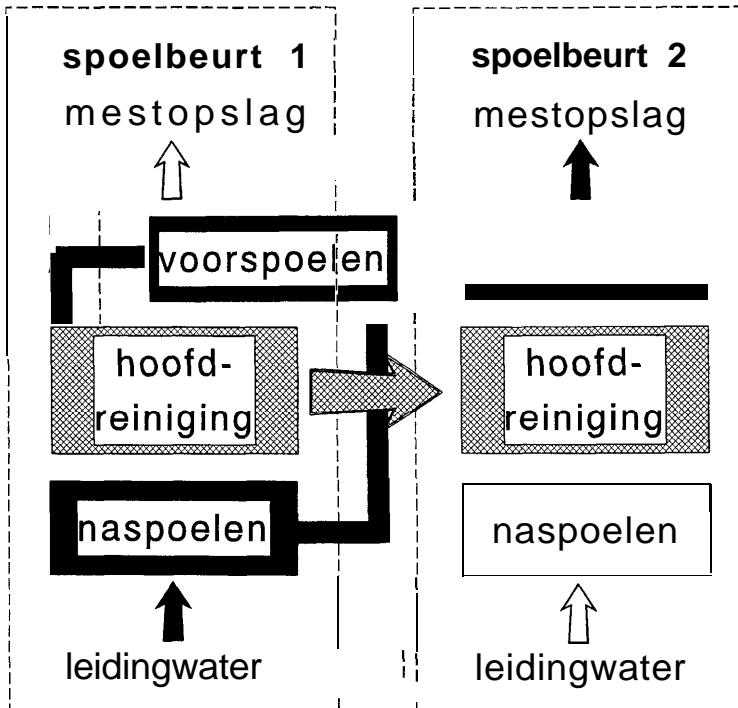 spoelbeurt 1
mestopslag
voorspoelen
hoofd-
reiniging
naspoelen
leidingwater
spoelbeurt 2
mestopslag
hoofd-
reiniging
naspoelen
leidingwater